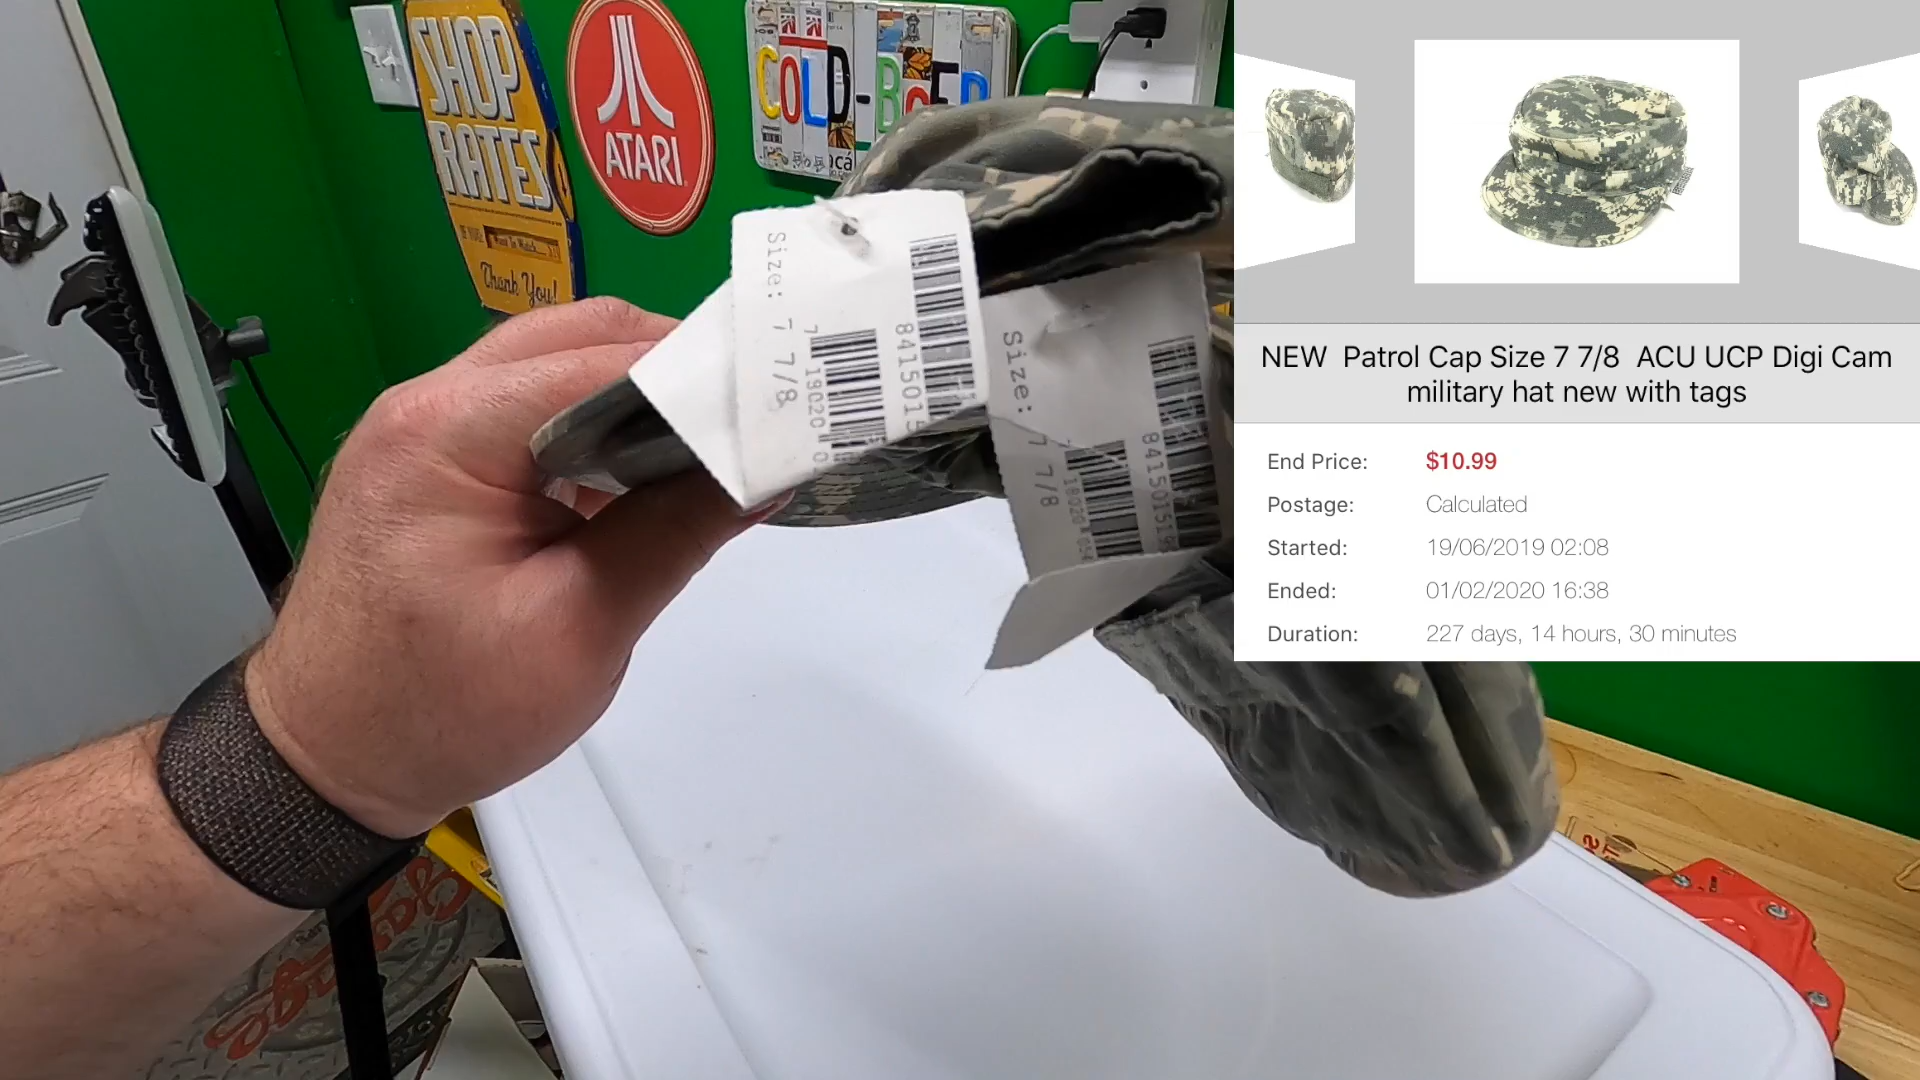 SHOP
RATES
Thank You!
ATARI
COLD-BEER
Size: 7 7/8
Size: 7 7/8
NEW Patrol Cap Size 7 7/8 ACU UCP Digi Cam
military hat new with tags
End Price: $10.99
Postage: Calculated
Started: 19/06/2019 02:08
Ended: 01/02/2020 16:38
Duration: 227 days, 14 hours, 30 minutes